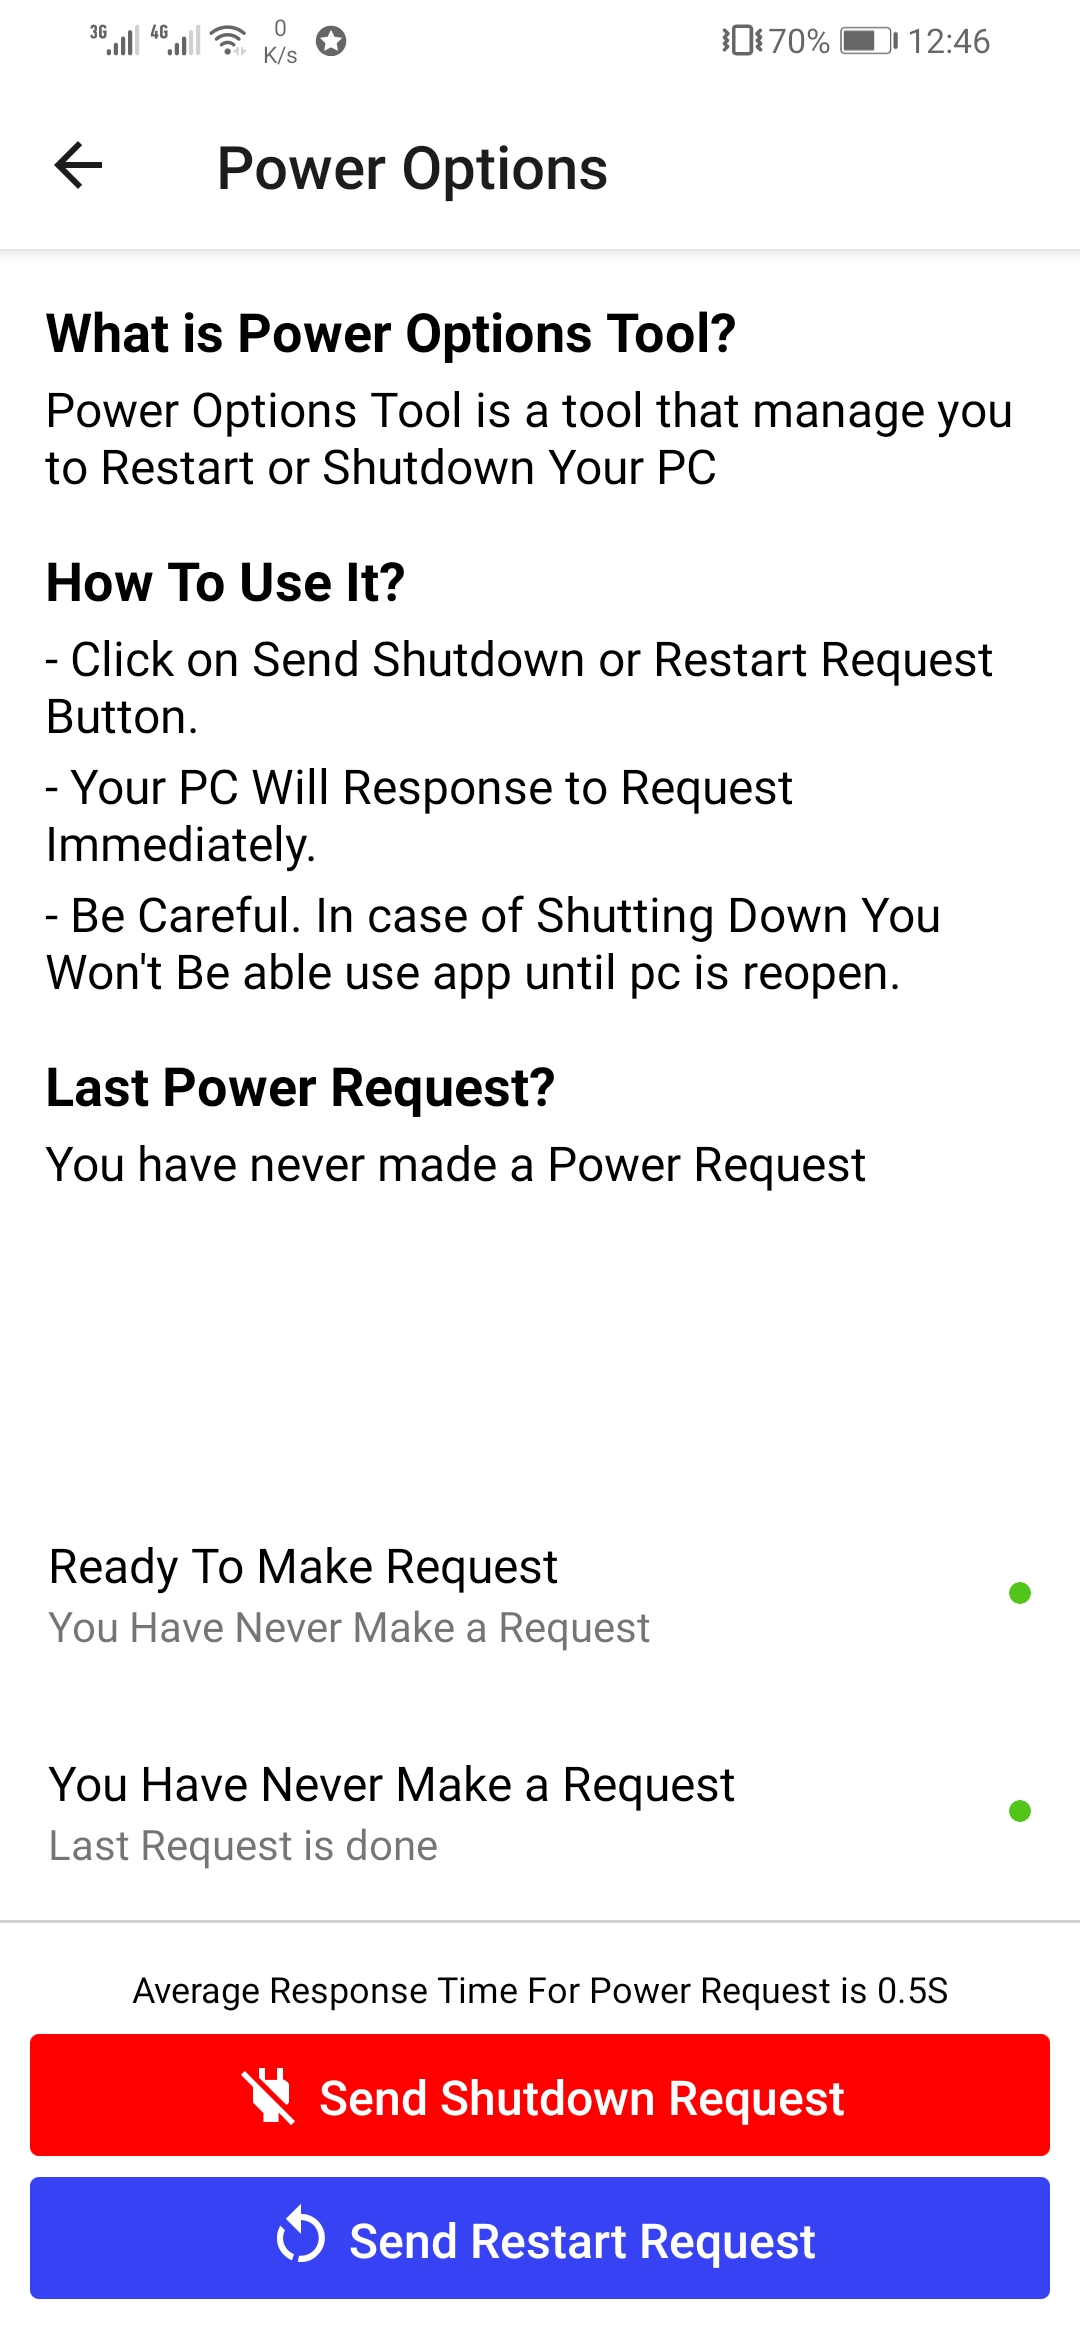 3G 4G 0 K/s 70% 12:46
Power Options
What is Power Options Tool?
Power Options Tool is a tool that manage you
to Restart or Shutdown Your PC
How To Use It?
- Click on Send Shutdown or Restart Request
Button.
- Your PC Will Response to Request
Immediately.
- Be Careful. In case of Shutting Down You
Won't Be able use app until pc is reopen.
Last Power Request?
You have never made a Power Request
Ready To Make Request
You Have Never Make a Request
You Have Never Make a Request
Last Request is done
Average Response Time For Power Request is 0.5S
Send Shutdown Request
Send Restart Request